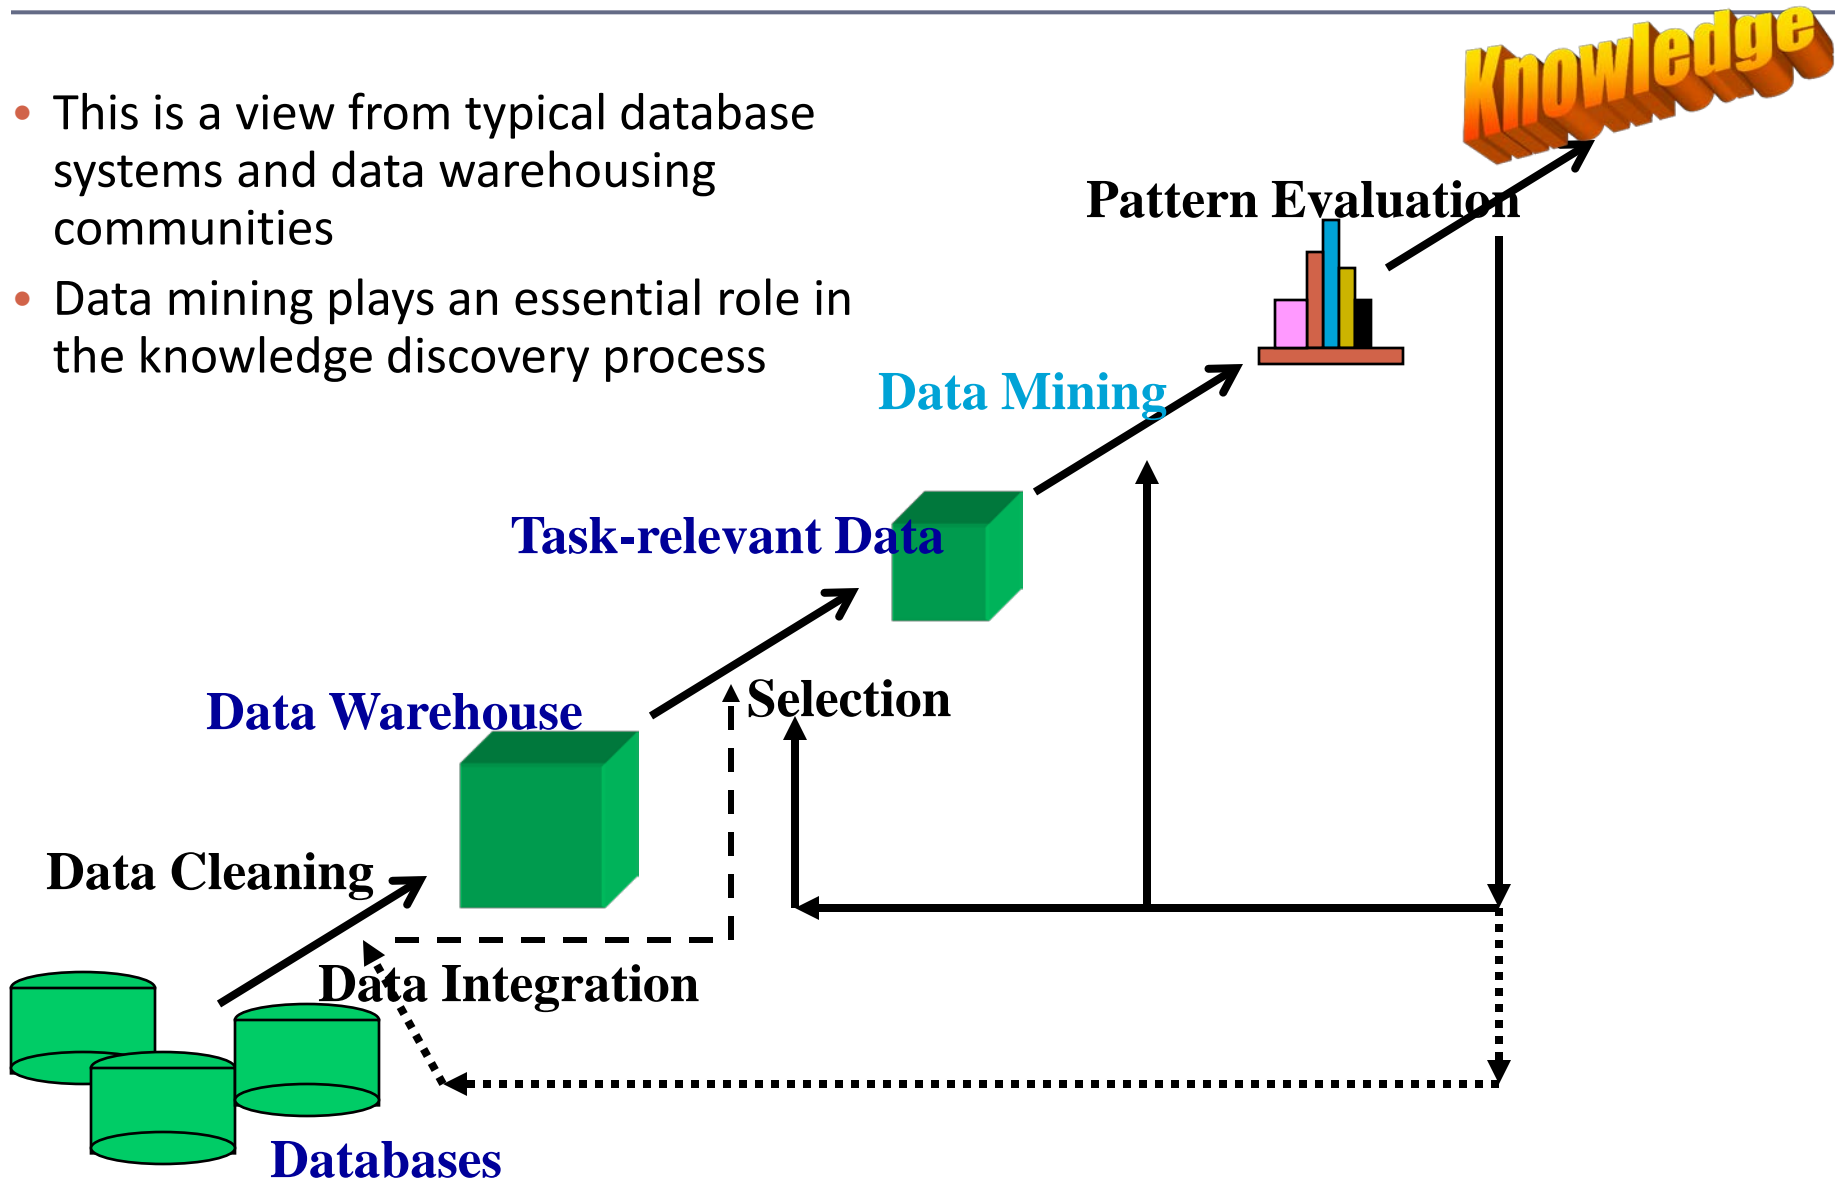 Knowledge
• This is a view from typical database
systems and data warehousing
communities
Pattern Evaluation
• Data mining plays an essential role in
the knowledge discovery process
Data Mining
Task-relevant Data
Selection
Data Warehouse
Data Cleaning
Data Integration
Databases